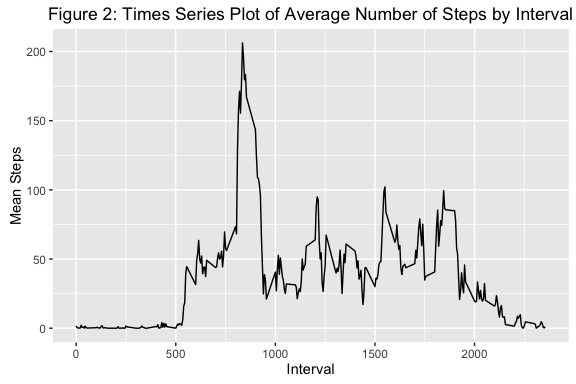 Figure 2: Times Series Plot of Average Number of Steps by Interval
200
150
100
50
0
Mean Steps
0 500 1000 1500 2000
Interval